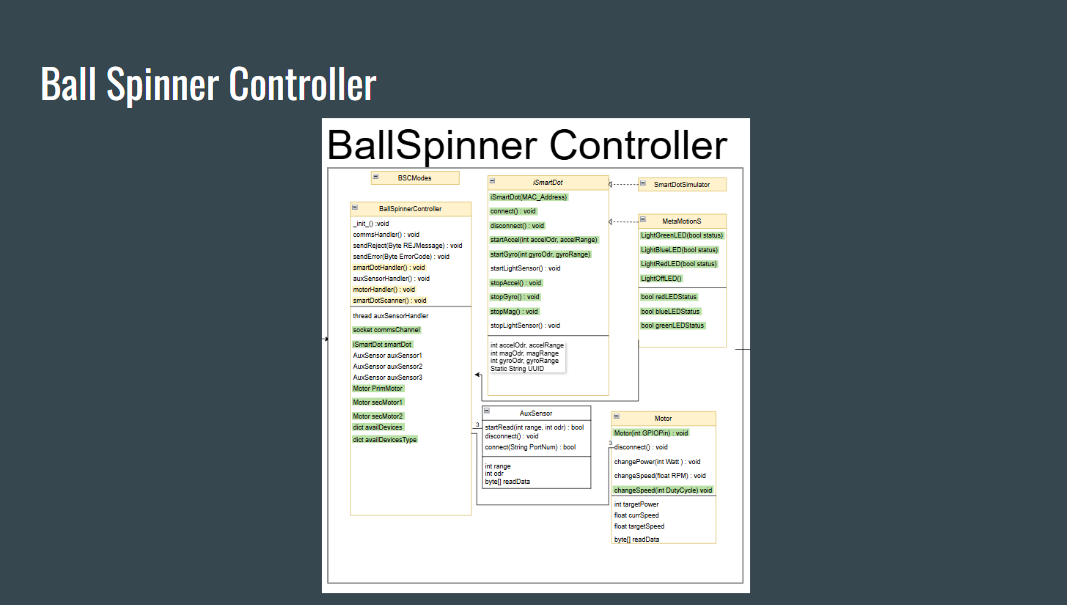 Ball Spinner Controller
BallSpinner Controller
BSCModes
BallSpinnerController
_init_() :void
commsHandler() : void
sendReject(Byte REJMessage) : void
sendError(Byte ErrorCode) : void
smartDotHandler() : void
auxSensorHandler() : void
motorHandler() : void
smartDotScanner() : void
thread auxSensorHandler
socket commsChannel
iSmartDot smartDot
AuxSensor auxSensor1
AuxSensor auxSensor2
AuxSensor auxSensor3
Motor PrimMotor
Motor secMotor1
Motor secMotor2
dict availDevices
dict availDevicesType
iSmartDot
iSmartDot(MAC_Address)
connect() : void
disconnect() : void
startAccel(int accelOdr, accelRange)
startGyro(int gyroOdr, gyroRange)
startLightSensor() : void
stopAccel() : void
stopGyro() : void
stopMag() : void
stopLightSensor() : void
int accelOdr, accelRange
int magOdr, magRange
int gyroOdr, gyroRange
Static String UUID
SmartDotSimulator
MetaMotionS
LightGreenLED(bool status)
LightBlueLED(bool status)
LightRedLED(bool status)
LightOffLED()
bool redLEDStatus
bool blueLEDStatus
bool greenLEDStatus
3
AuxSensor
startRead(int range, int odr) : bool
disconnect() : void
connect(String PortNum) : bool
int range
int odr
byte[] readData
3
Motor
Motor(int GPIOPin) : void
disconnect() : void
changePower(int Watt ) : void
changeSpeed(float RPM) : void
changeSpeed(int DutyCycle) void
int targetPower
float currSpeed
float targetSpeed
byte[] readData